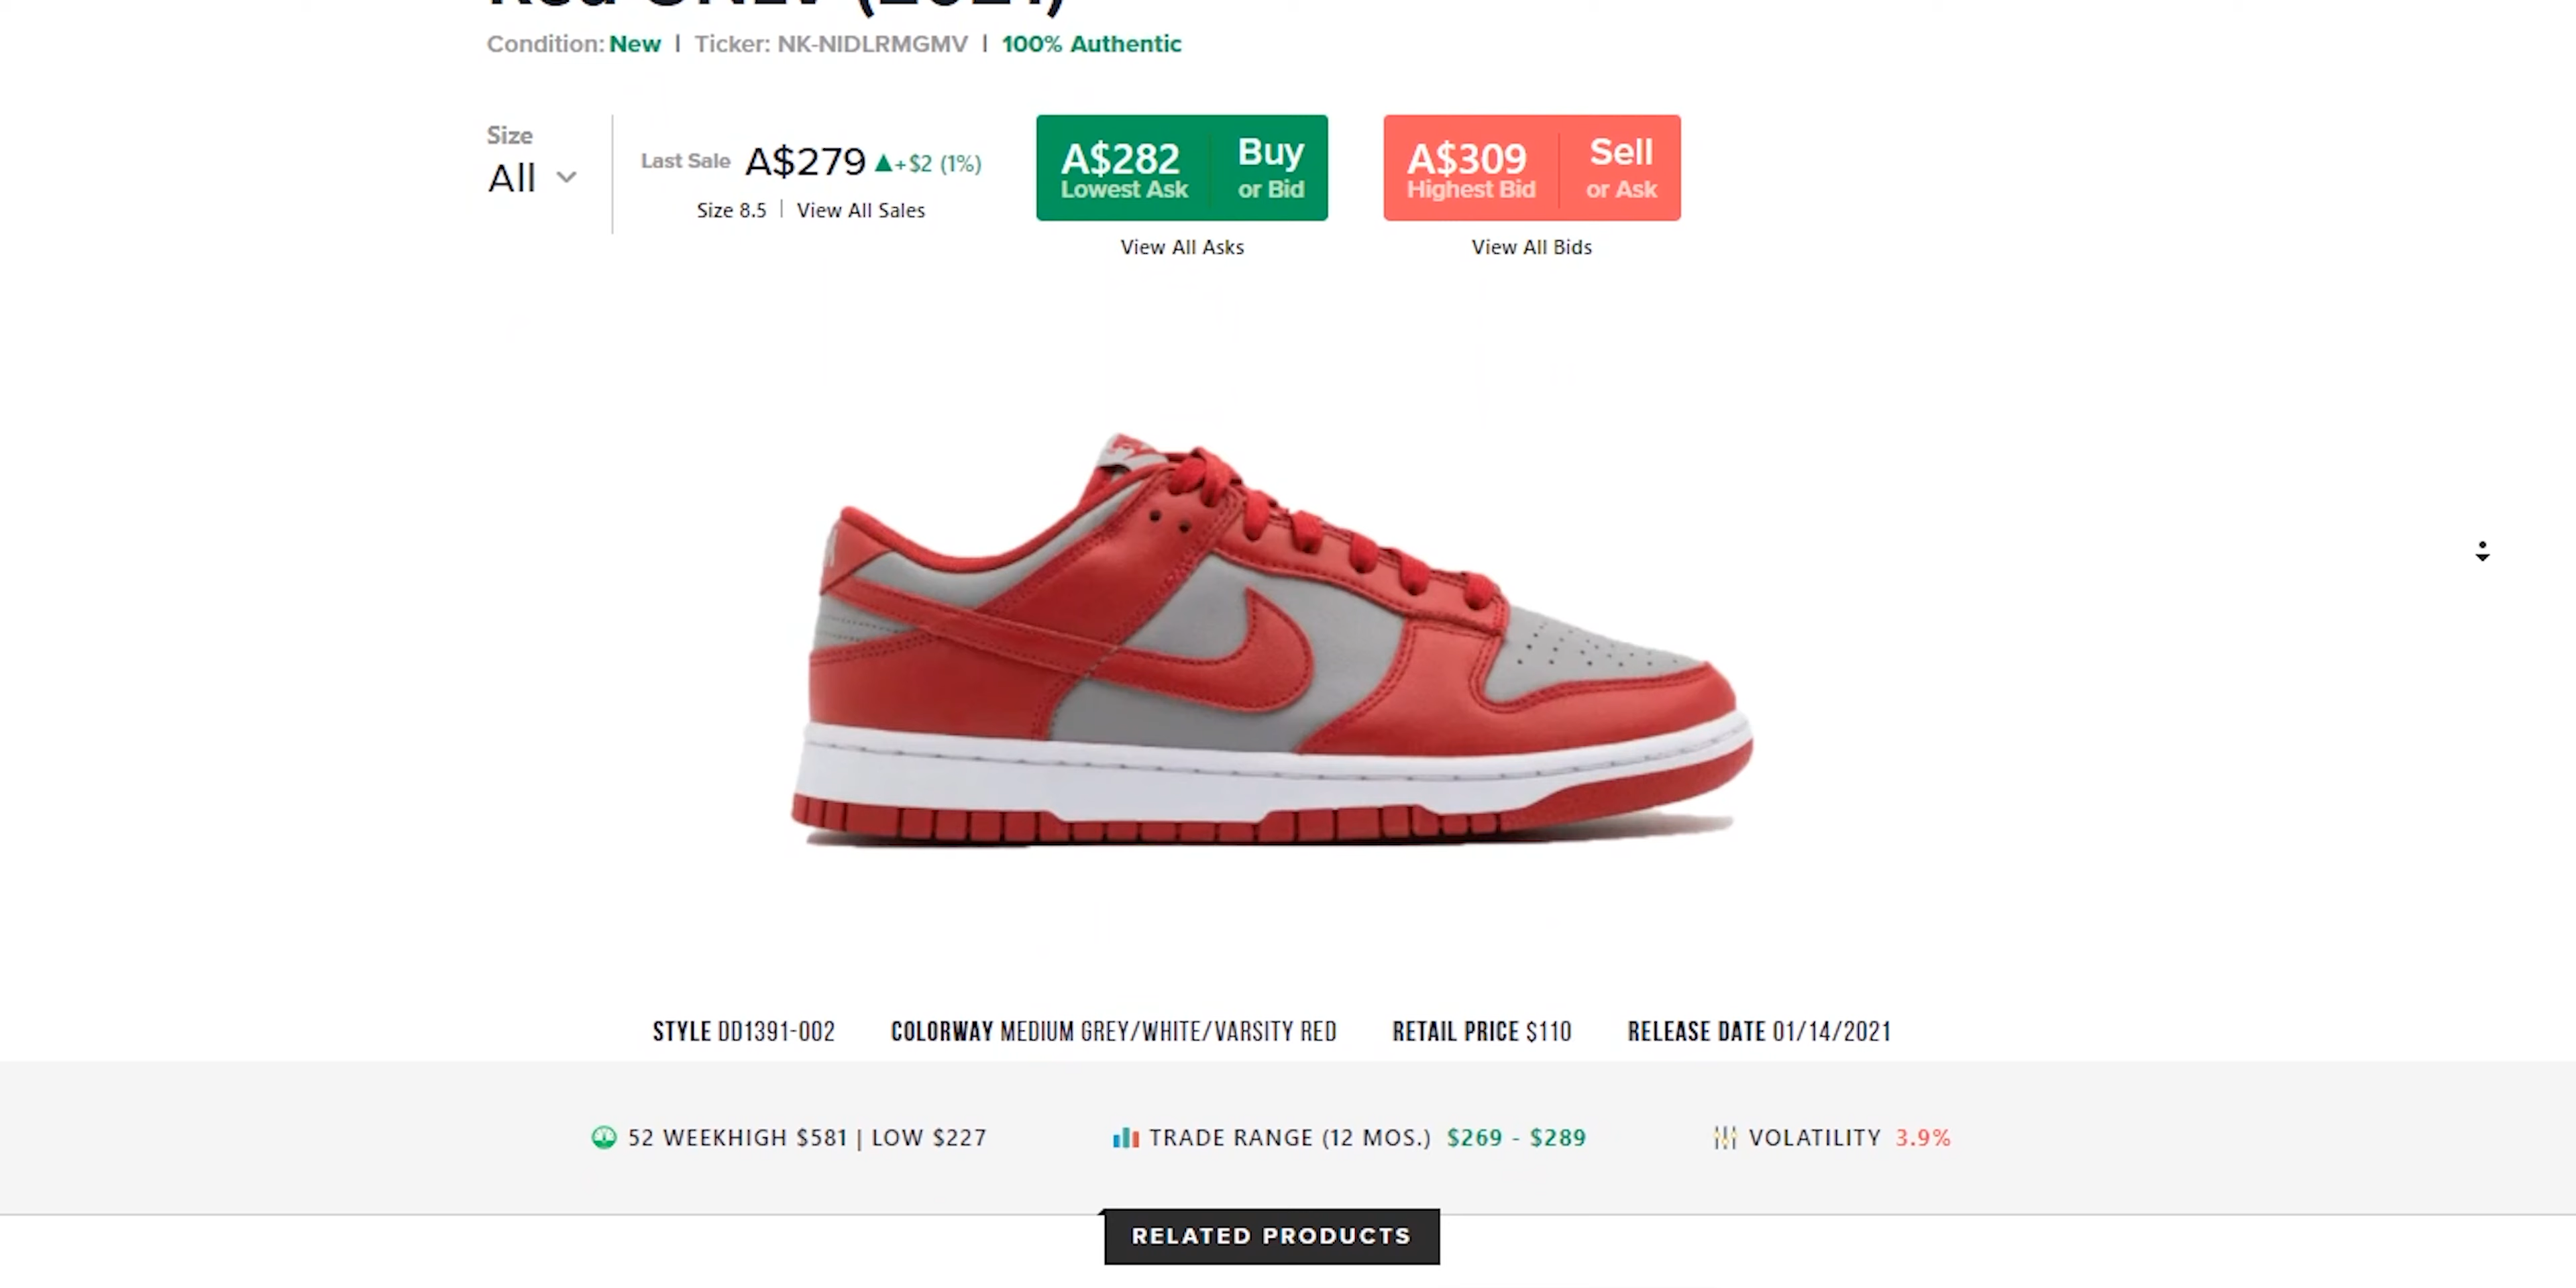 Red UNLV (2021)
Condition: New | Ticker: NK-NIDLRMGMV | 100% Authentic
Size
All
Last Sale A$279 ▲+$2 (1%)
Size 8.5 | View All Sales
A$282 Buy
Lowest Ask or Bid
View All Asks
A$309 Sell
Highest Bid or Ask
View All Bids
STYLE DD1391-002 COLORWAY MEDIUM GREY/WHITE/VARSITY RED RETAIL PRICE $110 RELEASE DATE 01/14/2021
52 WEEKHIGH $581 | LOW $227 TRADE RANGE (12 MOS.) $269 - $289 VOLATILITY 3.9%
RELATED PRODUCTS